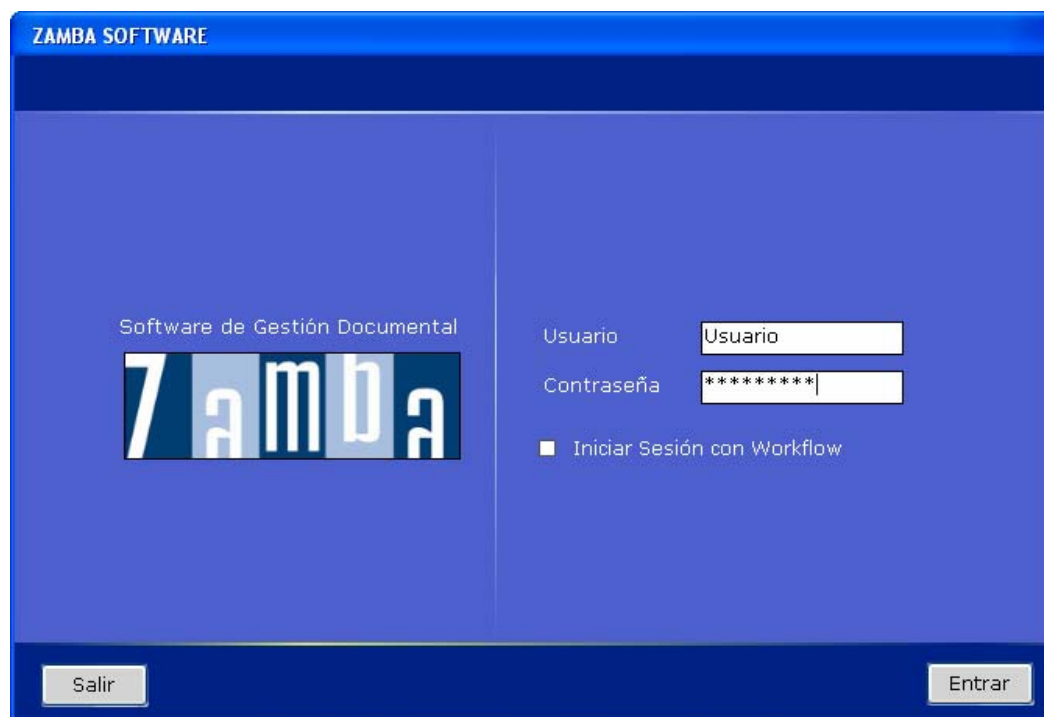 ZAMBA SOFTWARE
Software de Gestión Documental
Zamba
Usuario
Usuario
Contraseña
*********
Iniciar Sesión con Workflow
Salir
Entrar